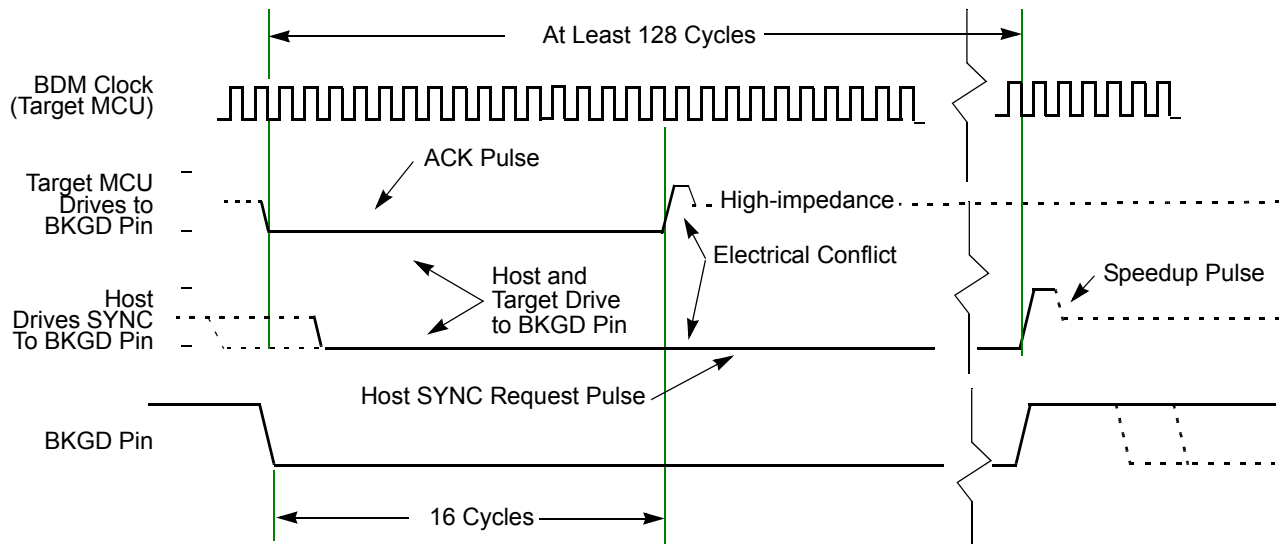 At Least 128 Cycles
BDM Clock
(Target MCU)
ACK Pulse
Target MCU
Drives to
BKGD Pin
High-impedance
Electrical Conflict
Host and
Target Drive
to BKGD Pin
Speedup Pulse
Host
Drives SYNC
To BKGD Pin
Host SYNC Request Pulse
BKGD Pin
16 Cycles